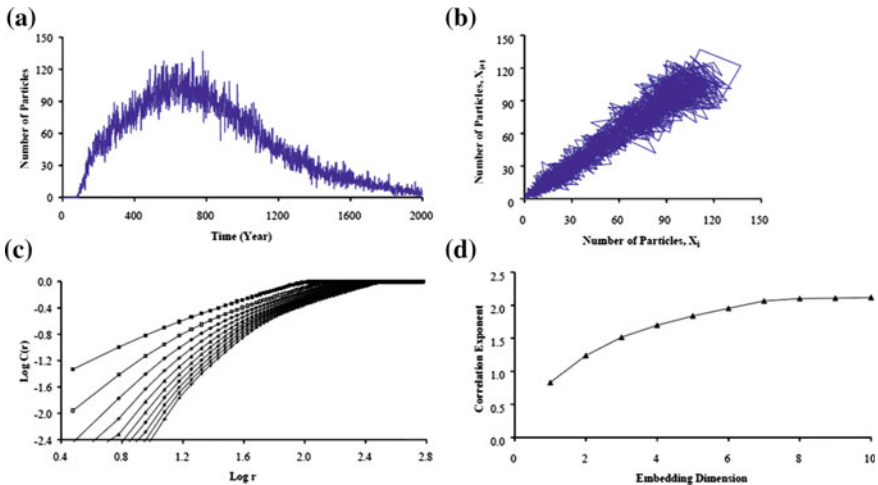 (a)
150
120
90
60
30
0
Number of Particles
0 400 800 1200 1600 2000
Time (Year)
(b)
150
120
90
60
30
0
Number of Particles, Xi+1
0 30 60 90 120 150
Number of Particles, Xi
(c)
0.0
-0.4
-0.8
-1.2
-1.6
-2.0
-2.4
Log C(r)
0.4 0.8 1.2 1.6 2.0 2.4 2.8
Log r
(d)
2.5
2.0
1.5
1.0
0.5
0.0
Correlation Exponent
0 2 4 6 8 10
Embedding Dimension